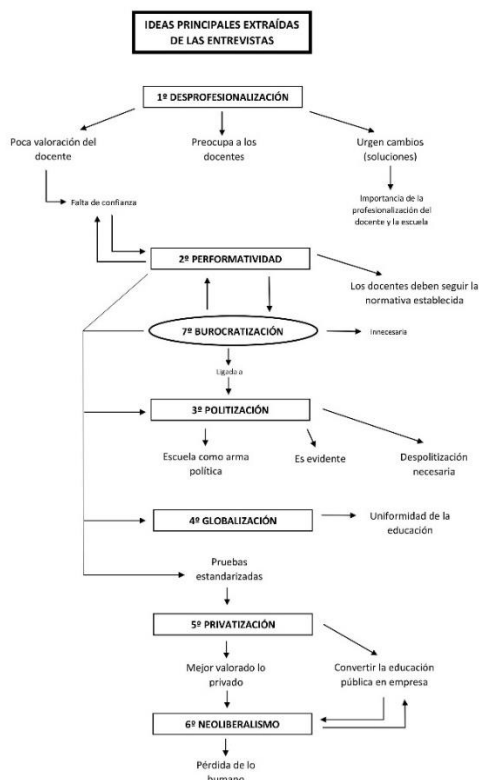 IDEAS PRINCIPALES EXTRAÍDAS
DE LAS ENTREVISTAS
1º DESPROFESIONALIZACIÓN
Poca valoración del
docente
Preocupa a los
docentes
Urgen cambios
(soluciones)
Falta de confianza
Importancia de la
profesionalización del
docente y la escuela
2º PERFORMATIVIDAD
Los docentes deben seguir la
normativa establecida
7º BUROCRATIZACIÓN
Innecesaria
Ligada a
3º POLITIZACIÓN
Escuela como arma
política
Es evidente
Despolitización
necesaria
4º GLOBALIZACIÓN
Uniformidad de la
educación
Pruebas
estandarizadas
5º PRIVATIZACIÓN
Mejor valorado lo
privado
Convertir la educación
pública en empresa
6º NEOLIBERALISMO
Pérdida de lo
humano